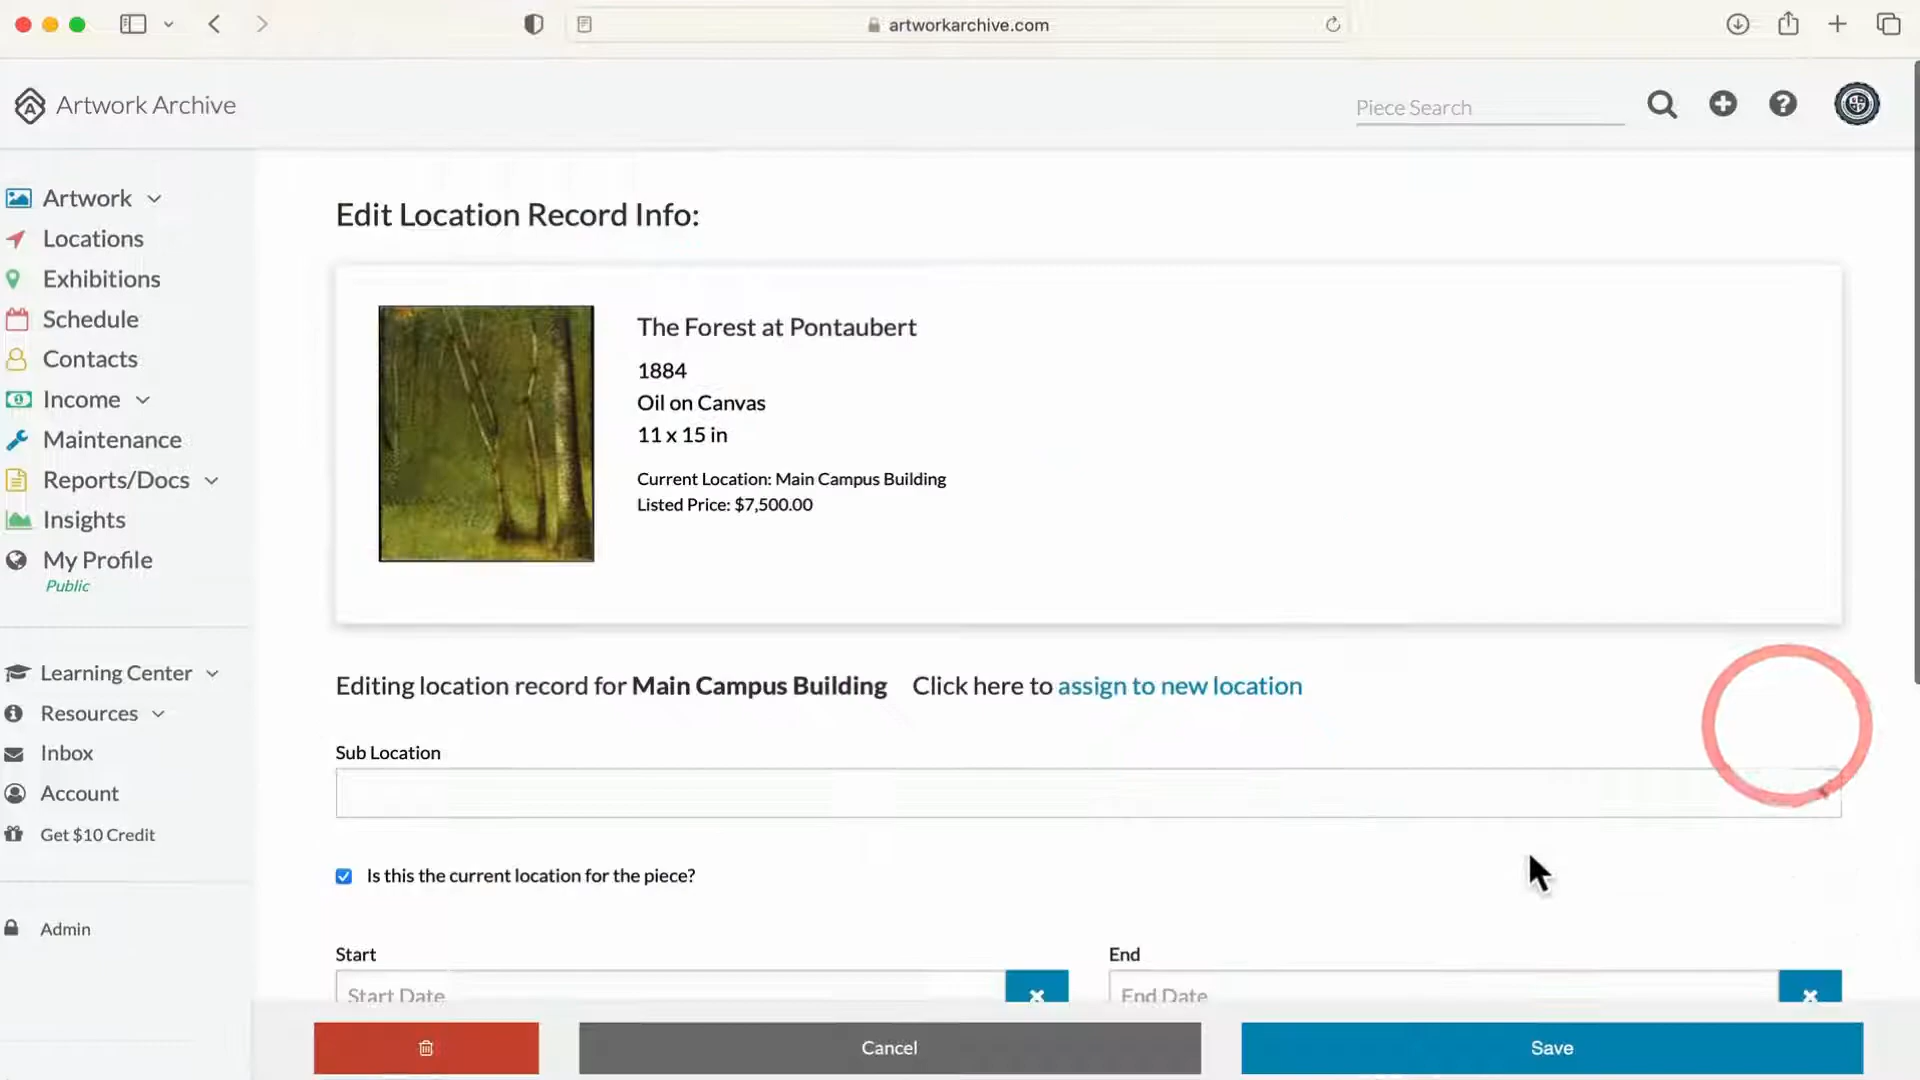 artworkarchive.com
Artwork Archive
Piece Search
Artwork
Locations
Exhibitions
Schedule
Contacts
Income
Maintenance
Reports/Docs
Insights
My Profile
Public
Learning Center
Resources
Inbox
Account
Get $10 Credit
Admin
Edit Location Record Info:
The Forest at Pontaubert
1884
Oil on Canvas
11 x 15 in
Current Location: Main Campus Building
Listed Price: $7,500.00
Editing location record for Main Campus Building Click here to assign to new location
Sub Location
Is this the current location for the piece?
Start End
Start Date End Date
Cancel Save